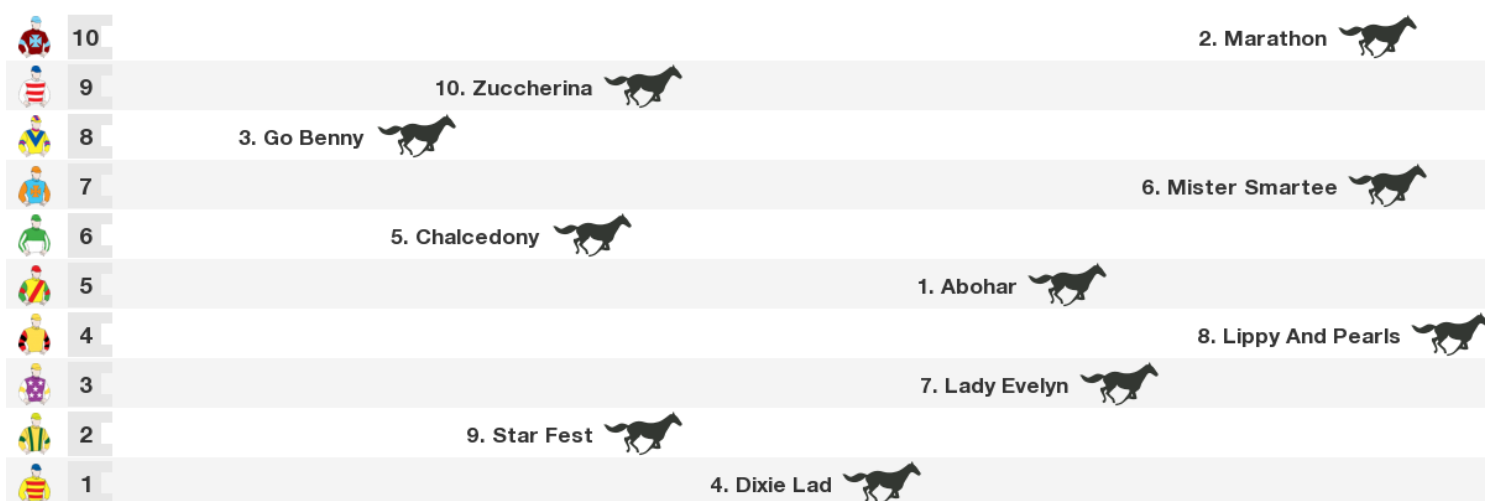 10 2. Marathon
9 10. Zuccherina
8 3. Go Benny
7 6. Mister Smartee
6 5. Chalcedony
5 1. Abohar
4 8. Lippy And Pearls
3 7. Lady Evelyn
2 9. Star Fest
1 4. Dixie Lad